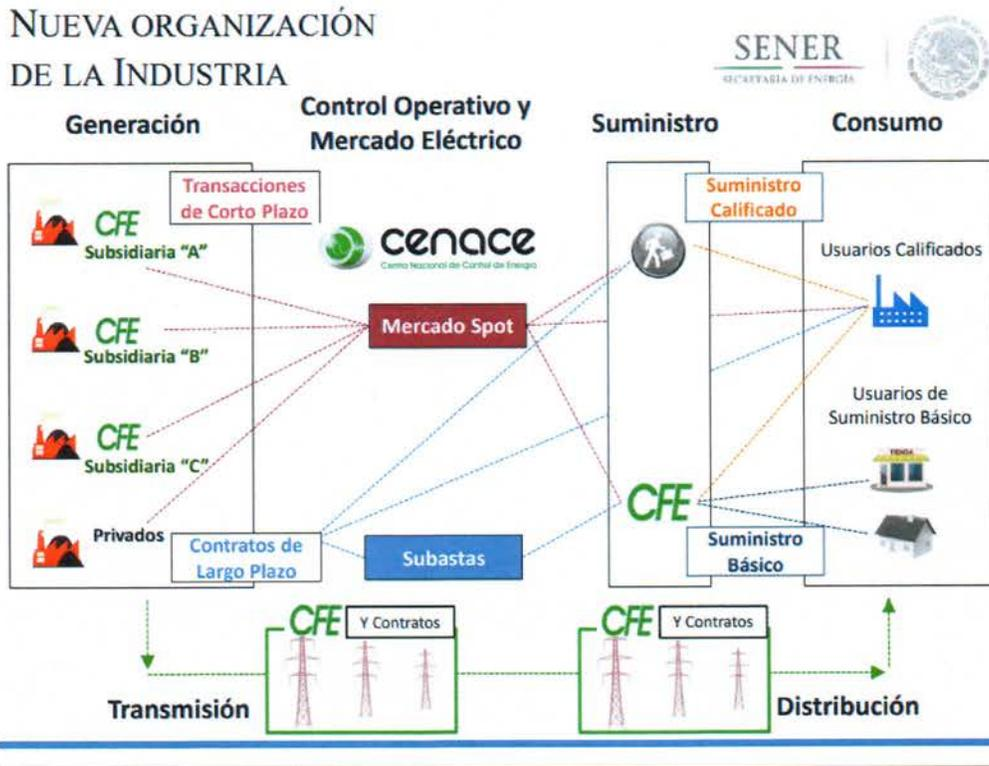 NUEVA ORGANIZACIÓN
DE LA INDUSTRIA
SENER
SECRETARÍA DE ENERGÍA
Generación
Control Operativo y
Mercado Eléctrico
Suministro
Consumo
Transacciones
de Corto Plazo
Suministro
Calificado
CFE
Subsidiaria "A"
cenace
Centro Nacional de Control de Energía
Usuarios Calificados
CFE
Subsidiaria "B"
Mercado Spot
Usuarios de
Suministro Básico
CFE
Subsidiaria "C"
TIENDA
CFE
Privados
Contratos de
Largo Plazo
Subastas
Suministro
Básico
CFE
Y Contratos
CFE
Y Contratos
Transmisión
Distribución